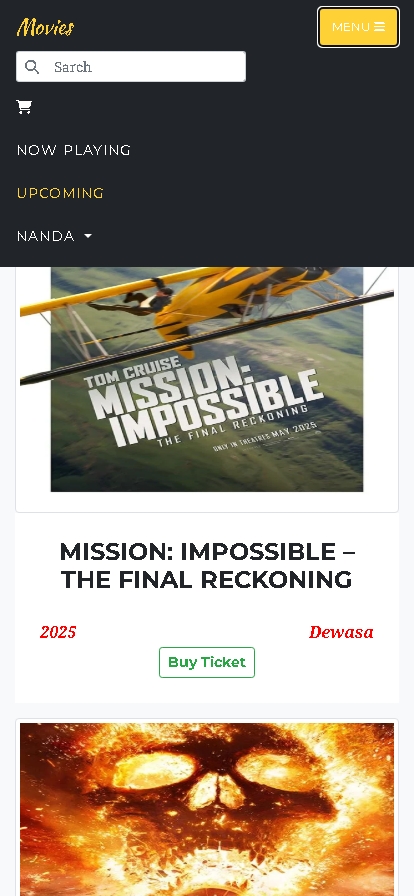 Movies
MENU
Sarch
NOW PLAYING
UPCOMING
NANDA
TOM CRUISE
MISSION:
IMPOSSIBLE
THE FINAL RECKONING
ONLY IN THEATRES MAY 2025
MISSION: IMPOSSIBLE –
THE FINAL RECKONING
2025 Dewasa
Buy Ticket